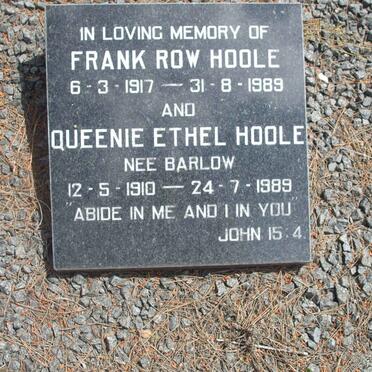 IN LOVING MEMORY OF
FRANK ROW HOOLE
6-3-1917 — 31-8-1989
AND
QUEENIE ETHEL HOOLE
NEE BARLOW
12-5-1910 — 24-7-1989
"ABIDE IN ME AND I IN YOU"
JOHN 15:4